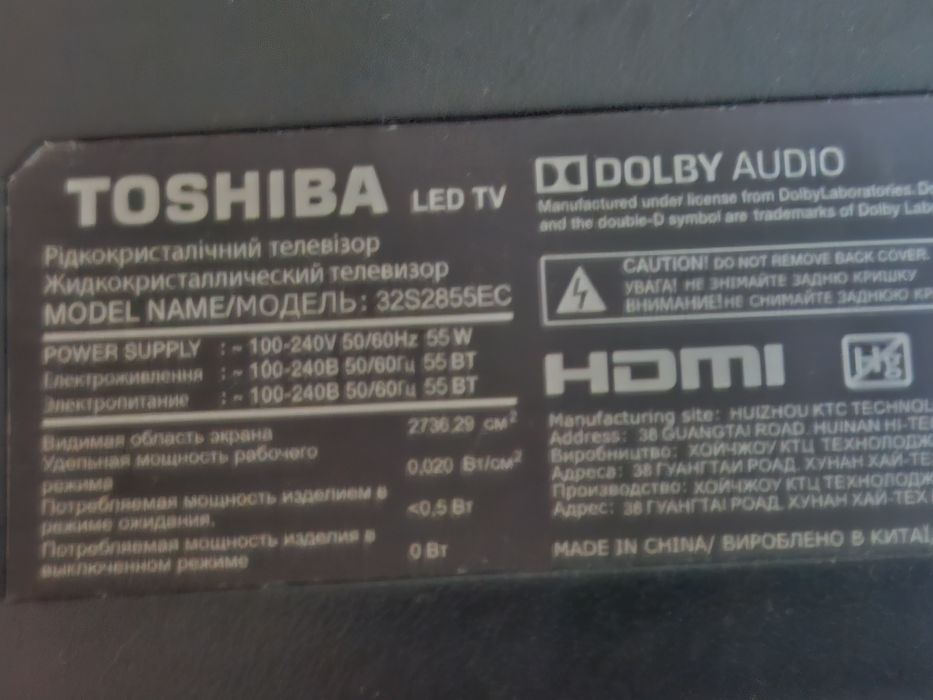 TOSHIBA LED TV
Рідкокристалічний телевізор
Жидкокристаллический телевизор
MODEL NAME/МОДЕЛЬ: 32S2855EC
POWER SUPPLY : ~ 100-240V 50/60Hz 55 W
Електроживлення : ~ 100-240В 50/60Гц 55 ВТ
Электропитание : ~ 100-240В 50/60Гц 55 ВТ
Видимая область экрана 2736,29 см²
Удельная мощность рабочего
режима 0,020 Вт/см²
Потребляемая мощность изделием в
режиме ожидания. <0,5 Вт
Потребляемая мощность изделия в
выключенном режиме 0 Вт
DOLBY AUDIO
Manufactured under license from DolbyLaboratories.
and the double-D symbol are trademarks of Dolby
CAUTION! DO NOT REMOVE BACK COVER.
УВАГА! НЕ ЗНІМАЙТЕ ЗАДНЮ КРИШКУ
ВНИМАНИЕ!НЕ СНИМАЙТЕ ЗАДНЮЮ
HDMI
Hg
Manufacturing site: HUIZHOU KTC
Address: 38 GUANGTAI ROAD, HUINAN
Виробництво: ХОЙЧЖОУ КТЦ
Адреса: 38 ГУАНГТАИ РОАД, ХУНАН
Производство: ХОЙЧЖОУ КТЦ
Адрес: 38 ГУАНГТАИ РОАД, ХУНАН ХАЙ-ТЕХ
MADE IN CHINA/ ВИРОБЛЕНО В КИТАЇ,